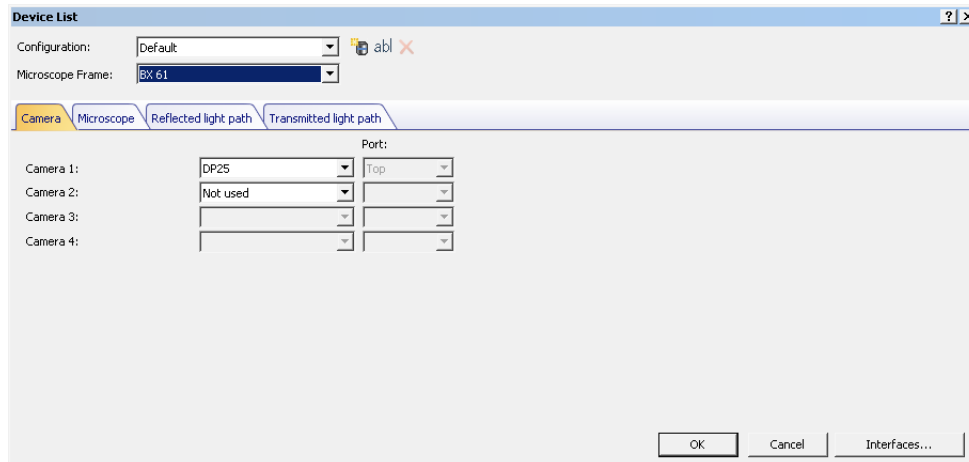 Device List
Configuration: Default abl
Microscope Frame: BX 61
Camera Microscope Reflected light path Transmitted light path
Port:
Camera 1: DP25 Top
Camera 2: Not used
Camera 3:
Camera 4:
OK Cancel Interfaces...